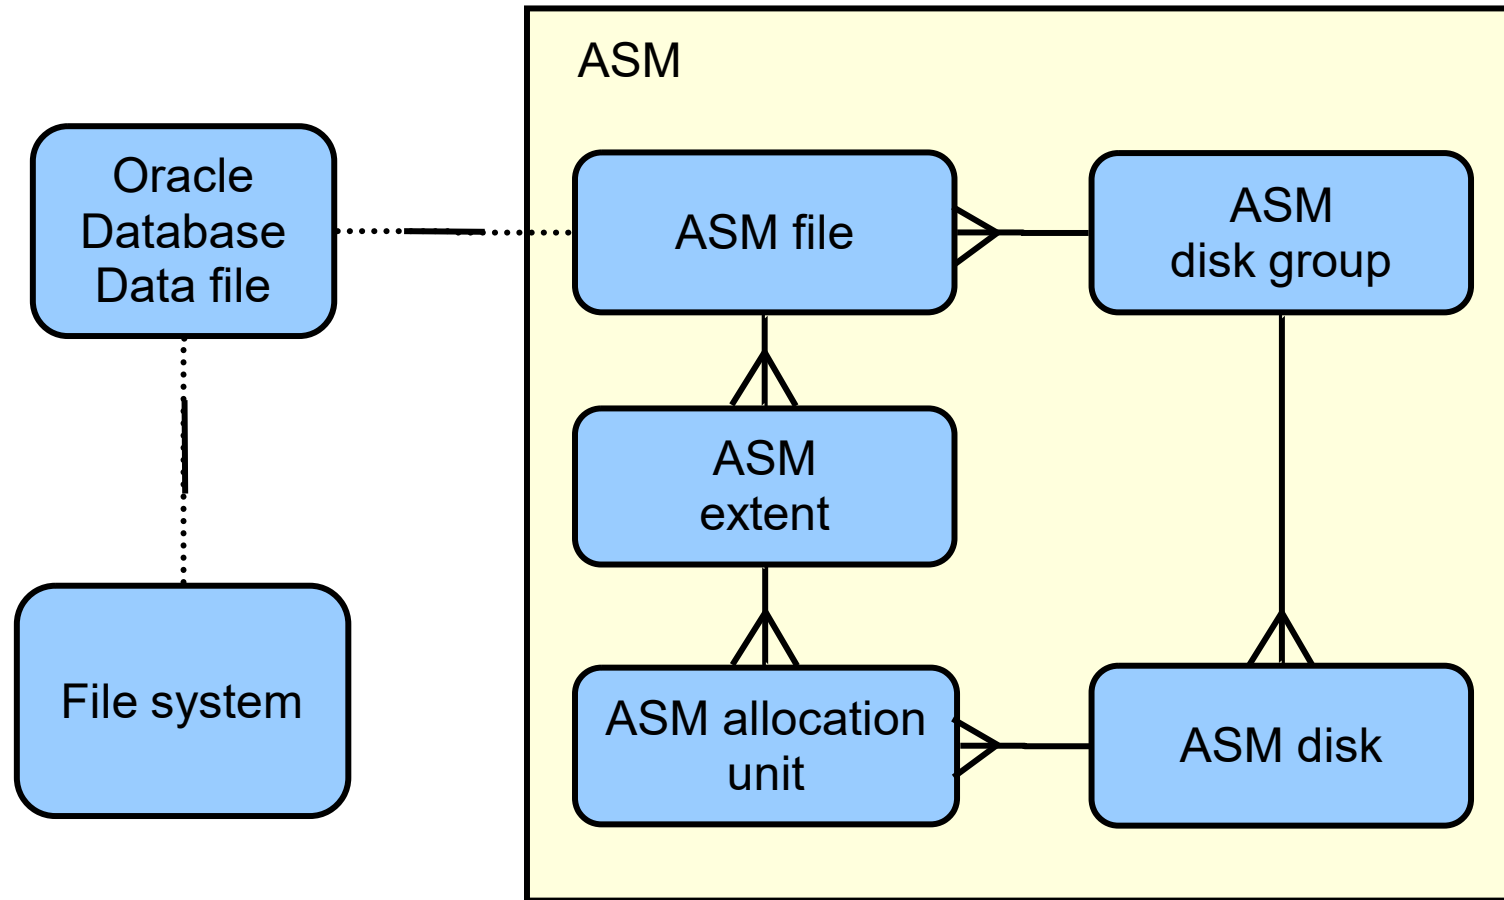 ASM
Oracle
Database
Data file
ASM file
ASM
disk group
ASM
extent
File system
ASM allocation
unit
ASM disk